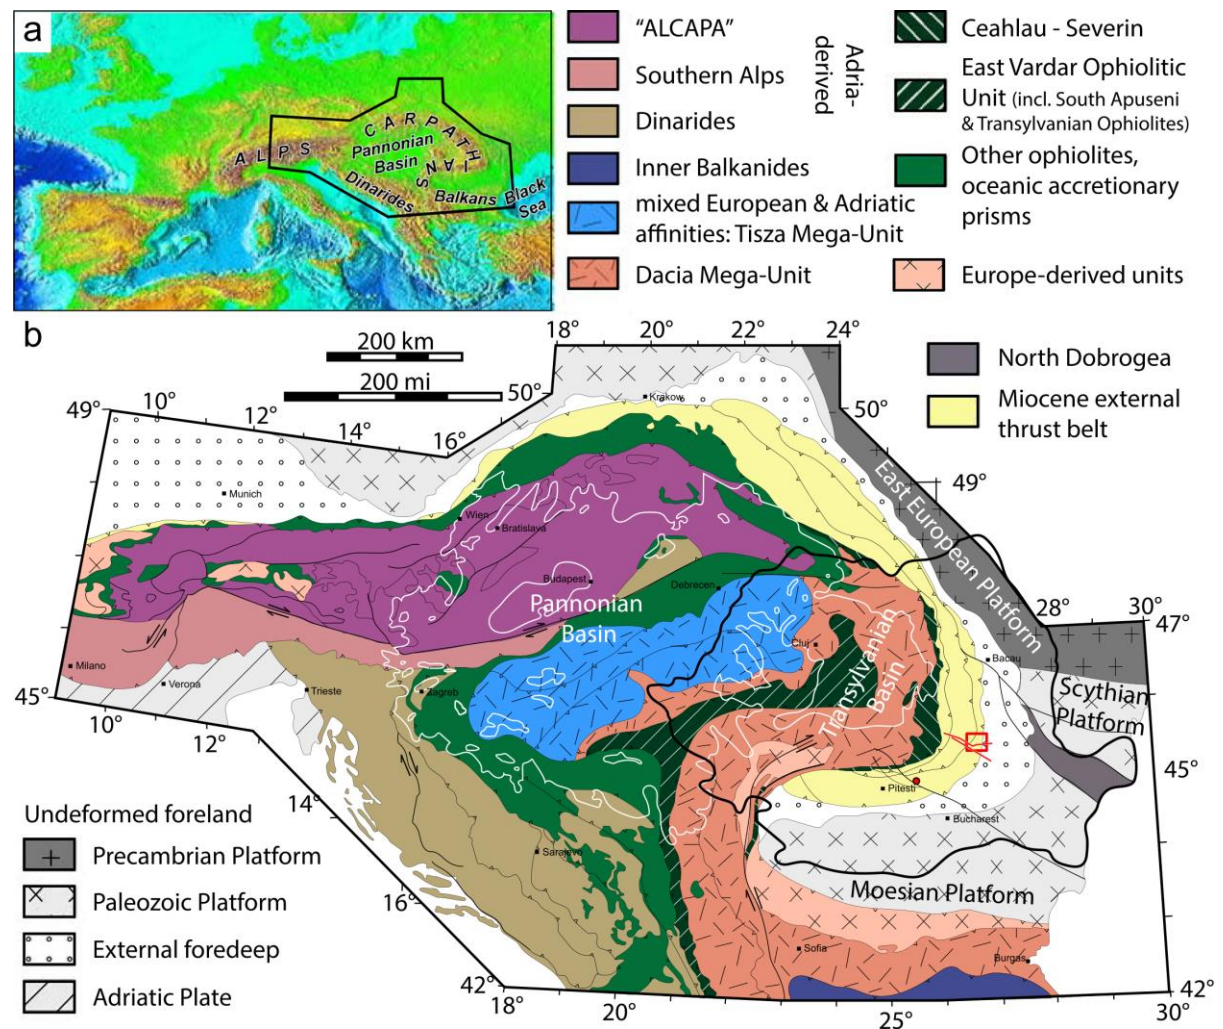 a
ALPS
CARPATHIANS
Pannonian
Basin
Dinarides
Balkans
Black
Sea
"ALCAPA"
Southern Alps
Dinarides
Adria-
derived
Inner Balkanides
mixed European & Adriatic
affinities: Tisza Mega-Unit
Dacia Mega-Unit
Ceahlau - Severin
East Vardar Ophiolitic
Unit (incl. South Apuseni
& Transylvanian Ophiolites)
Other ophiolites,
oceanic accretionary
prisms
Europe-derived units
North Dobrogea
Miocene external
thrust belt
b
200 km
200 mi
18° 20° 22° 24°
49° 10° 12° 14° 16° 50°
50°
49°
28° 30°
47°
45°
42°
45°
10° 12° 14° 16°
42°
18° 20° 25° 30°
Krakow
Munich
Wien
Bratislava
Budapest
Debrecen
Pannonian
Basin
East European Platform
Cluj
Transylvanian
Basin
Bacau
Scythian
Platform
Milano
Verona
Trieste
Zagreb
Pitesti
Bucharest
Sarajevo
Moesian Platform
Sofia
Burgas
Undeformed foreland
Precambrian Platform
Paleozoic Platform
External foredeep
Adriatic Plate